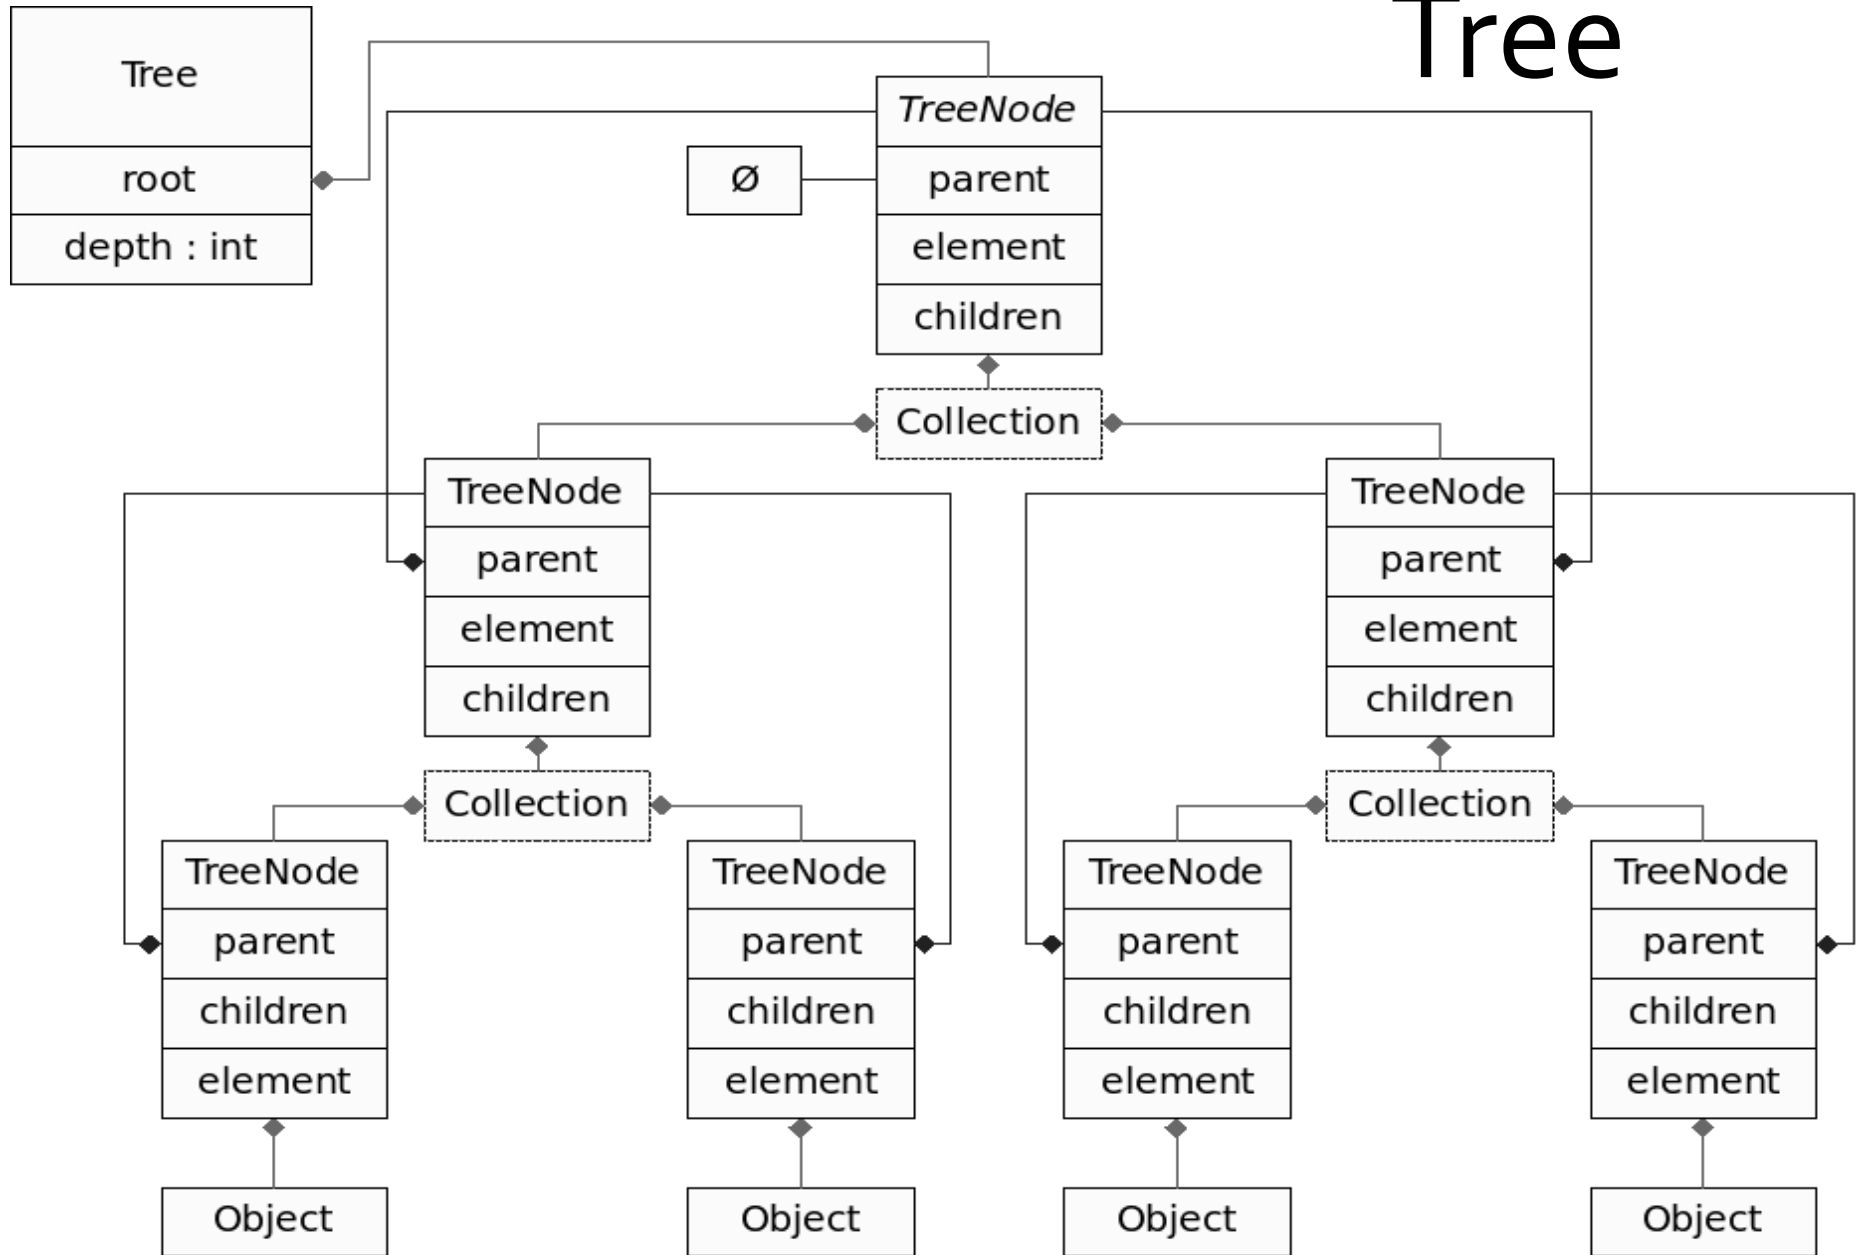 Tree
Tree
root
depth : int
TreeNode
Ø
parent
element
children
Collection
TreeNode
parent
element
children
TreeNode
parent
element
children
Collection
Collection
TreeNode
parent
children
element
Object
TreeNode
parent
children
element
Object
TreeNode
parent
children
element
Object
TreeNode
parent
children
element
Object